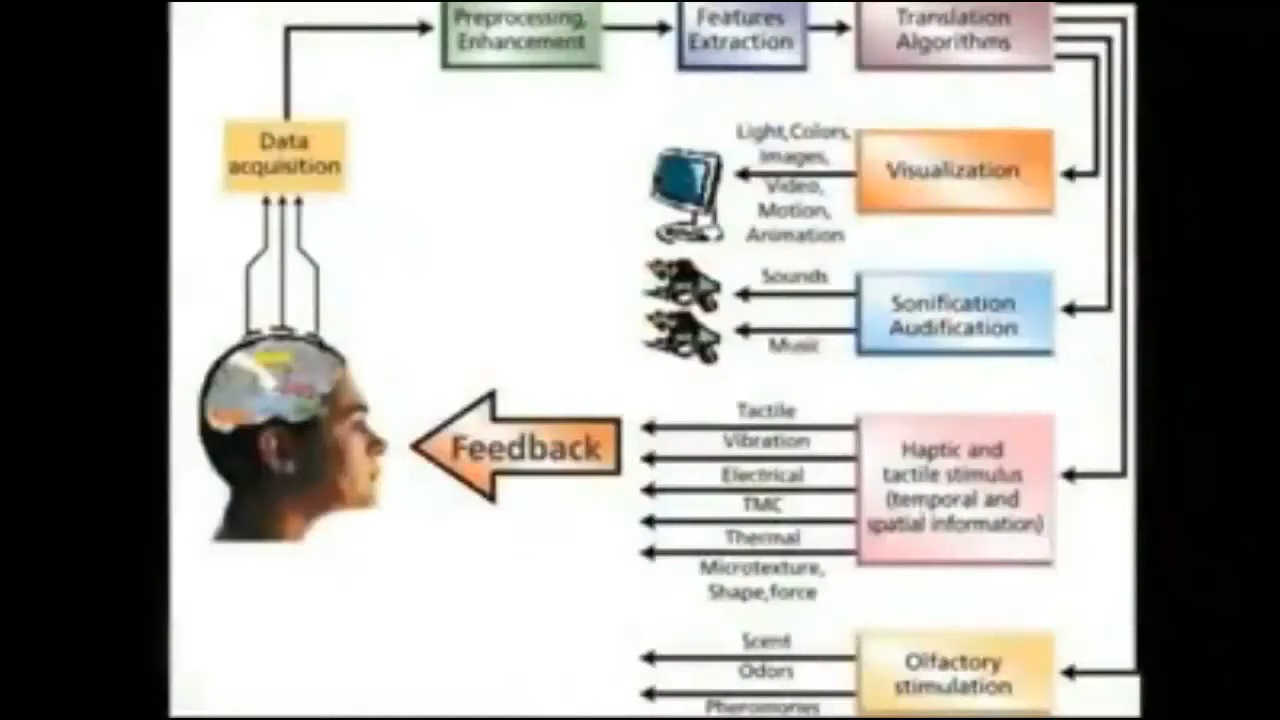 Preprocessing,
Enhancement
Features
Extraction
Translation
Algorithms
Data
acquisition
Light,Colors,
Images,
Video,
Motion,
Animation
Visualization
Sounds
Music
Sonification
Audification
Feedback
Tactile
Vibration
Electrical
TMC
Thermal
Microtexture,
Shape,force
Haptic and
tactile stimulus
(temporal and
spatial information)
Scent
Odors
Pheromones
Olfactory
stimulation